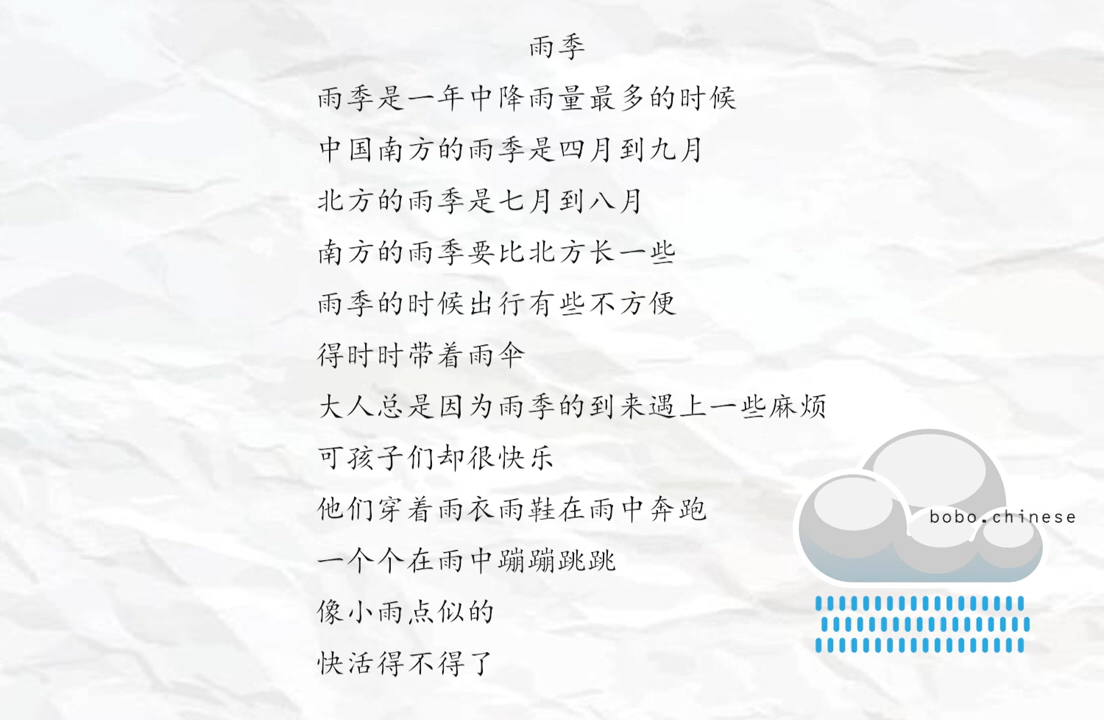 雨季
雨季是一年中降雨量最多的时候
中国南方的雨季是四月到九月
北方的雨季是七月到八月
南方的雨季要比北方长一些
雨季的时候出行有些不方便
得时时带着雨伞
大人总是因为雨季的到来遇上一些麻烦
可孩子们却很快乐
他们穿着雨衣雨鞋在雨中奔跑
一个个在雨中蹦蹦跳跳
像小雨点似的
快活得不得了
bobo.chinese